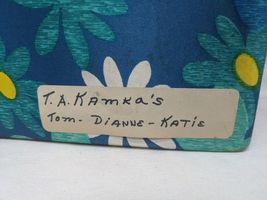 T.A. KAMKA'S
TOM - DIANNE - KATIE